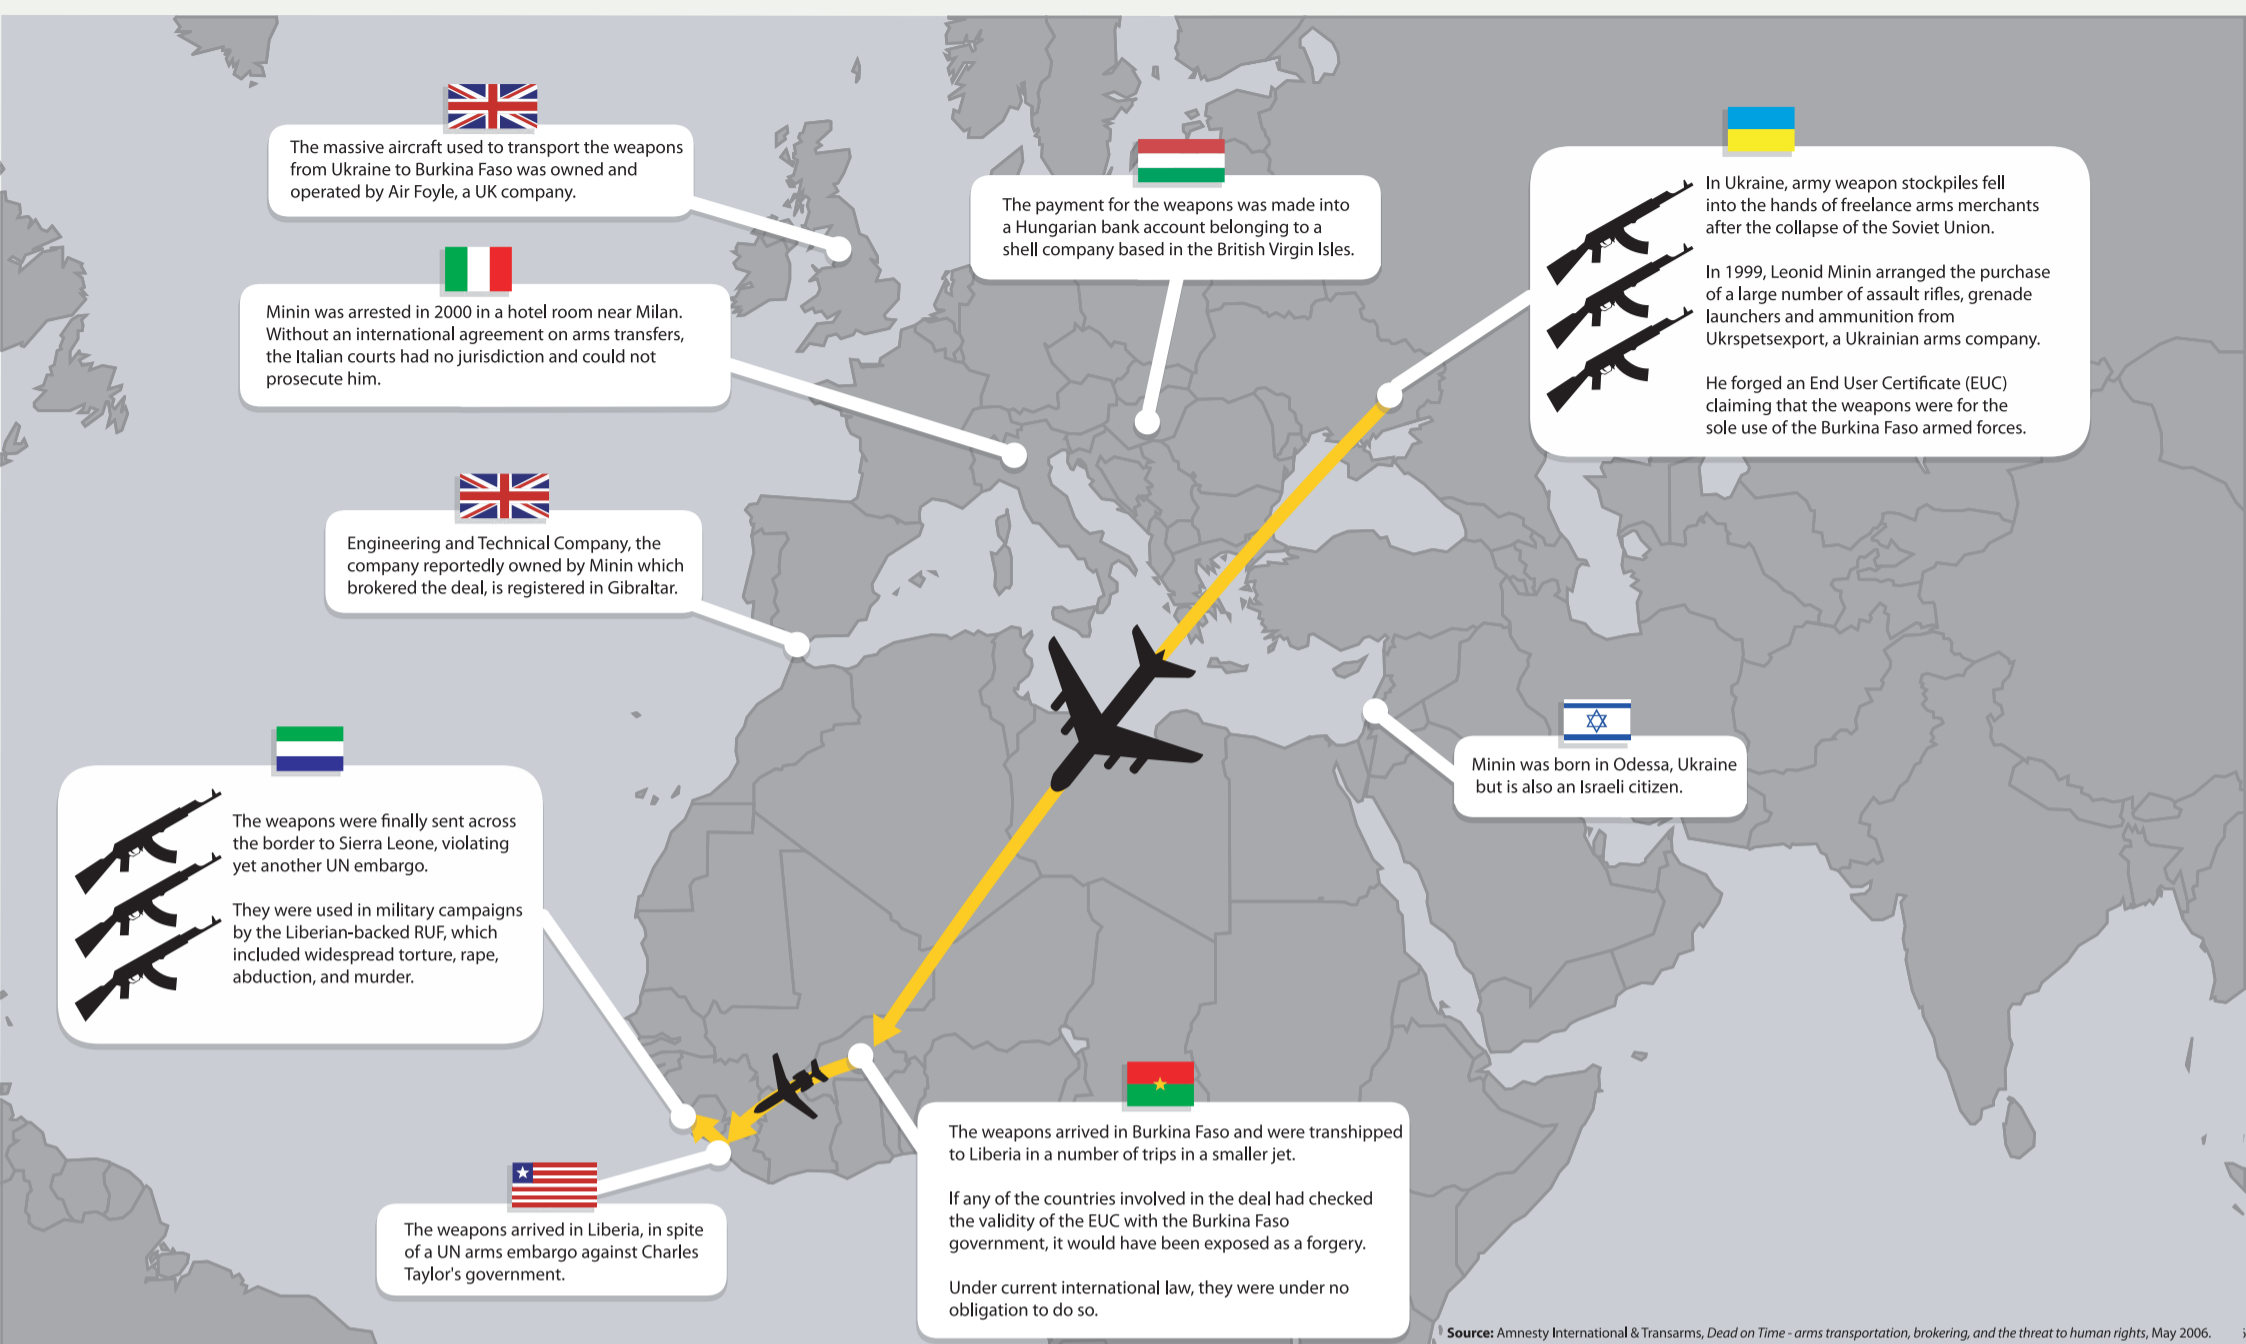 The massive aircraft used to transport the weapons
from Ukraine to Burkina Faso was owned and
operated by Air Foyle, a UK company.
Minin was arrested in 2000 in a hotel room near Milan.
Without an international agreement on arms transfers,
the Italian courts had no jurisdiction and could not
prosecute him.
Engineering and Technical Company, the
company reportedly owned by Minin which
brokered the deal, is registered in Gibraltar.
The payment for the weapons was made into
a Hungarian bank account belonging to a
shell company based in the British Virgin Isles.
In Ukraine, army weapon stockpiles fell
into the hands of freelance arms merchants
after the collapse of the Soviet Union.
In 1999, Leonid Minin arranged the purchase
of a large number of assault rifles, grenade
launchers and ammunition from
Ukrspetsexport, a Ukrainian arms company.
He forged an End User Certificate (EUC)
claiming that the weapons were for the
sole use of the Burkina Faso armed forces.
Minin was born in Odessa, Ukraine
but is also an Israeli citizen.
The weapons were finally sent across
the border to Sierra Leone, violating
yet another UN embargo.
They were used in military campaigns
by the Liberian-backed RUF, which
included widespread torture, rape,
abduction, and murder.
The weapons arrived in Liberia, in spite
of a UN arms embargo against Charles
Taylor's government.
The weapons arrived in Burkina Faso and were transhipped
to Liberia in a number of trips in a smaller jet.
If any of the countries involved in the deal had checked
the validity of the EUC with the Burkina Faso
government, it would have been exposed as a forgery.
Under current international law, they were under no
obligation to do so.
Source: Amnesty International & Transarms, Dead on Time - arms transportation, brokering, and the threat to human rights, May 2006.